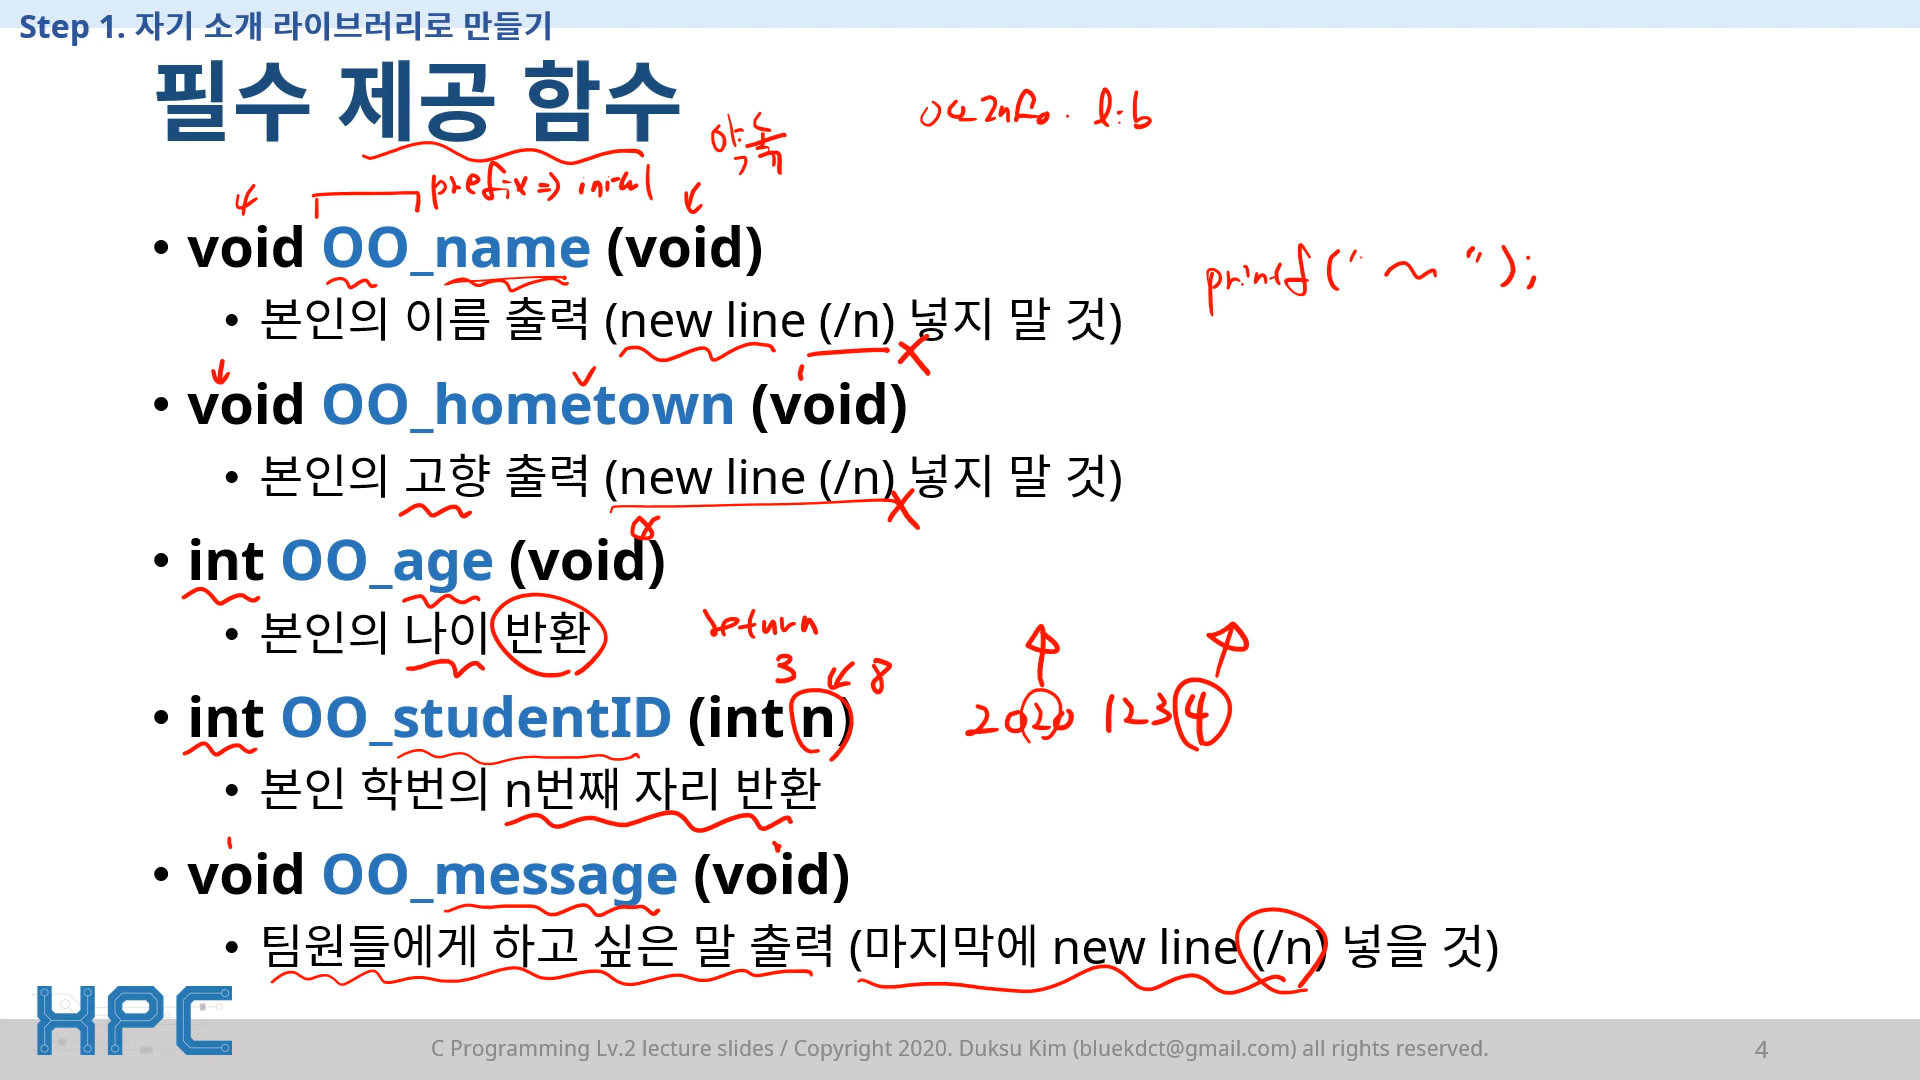 Step 1. 자기 소개 라이브러리로 만들기
필수 제공 함수
약속
prefix => initial
• void OO_name (void)
printf (" ~ ");
• 본인의 이름 출력 (new line (/n) 넣지 말 것)
• void OO_hometown (void)
• 본인의 고향 출력 (new line (/n) 넣지 말 것)
• int OO_age (void)
• 본인의 나이 반환
return
3 8
• int OO_studentID (int n)
2020 1234
• 본인 학번의 n번째 자리 반환
• void OO_message (void)
• 팀원들에게 하고 싶은 말 출력 (마지막에 new line (/n) 넣을 것)
HPC
C Programming Lv.2 lecture slides / Copyright 2020. Duksu Kim (bluekdct@gmail.com) all rights reserved.
4